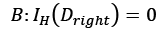 B: I_H(D_right) = 0